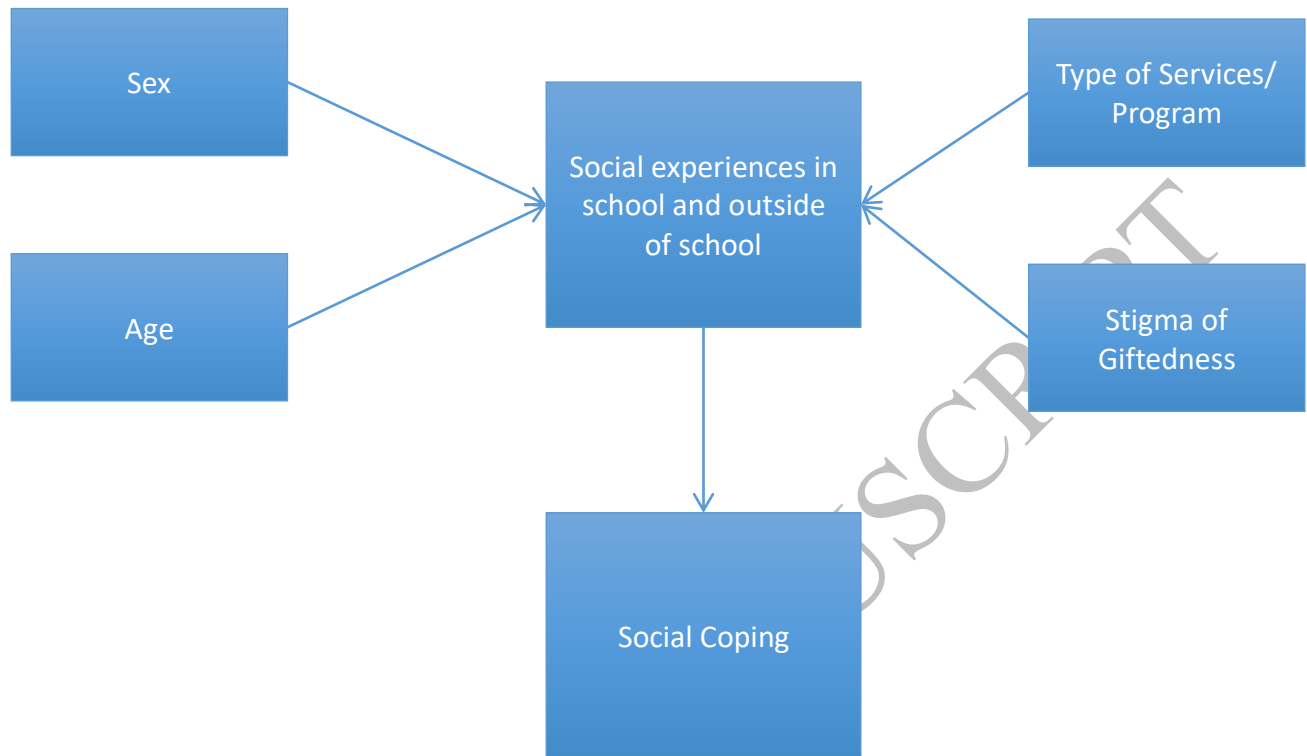 Sex
Age
Social experiences in
school and outside
of school
Type of Services/
Program
Stigma of
Giftedness
Social Coping